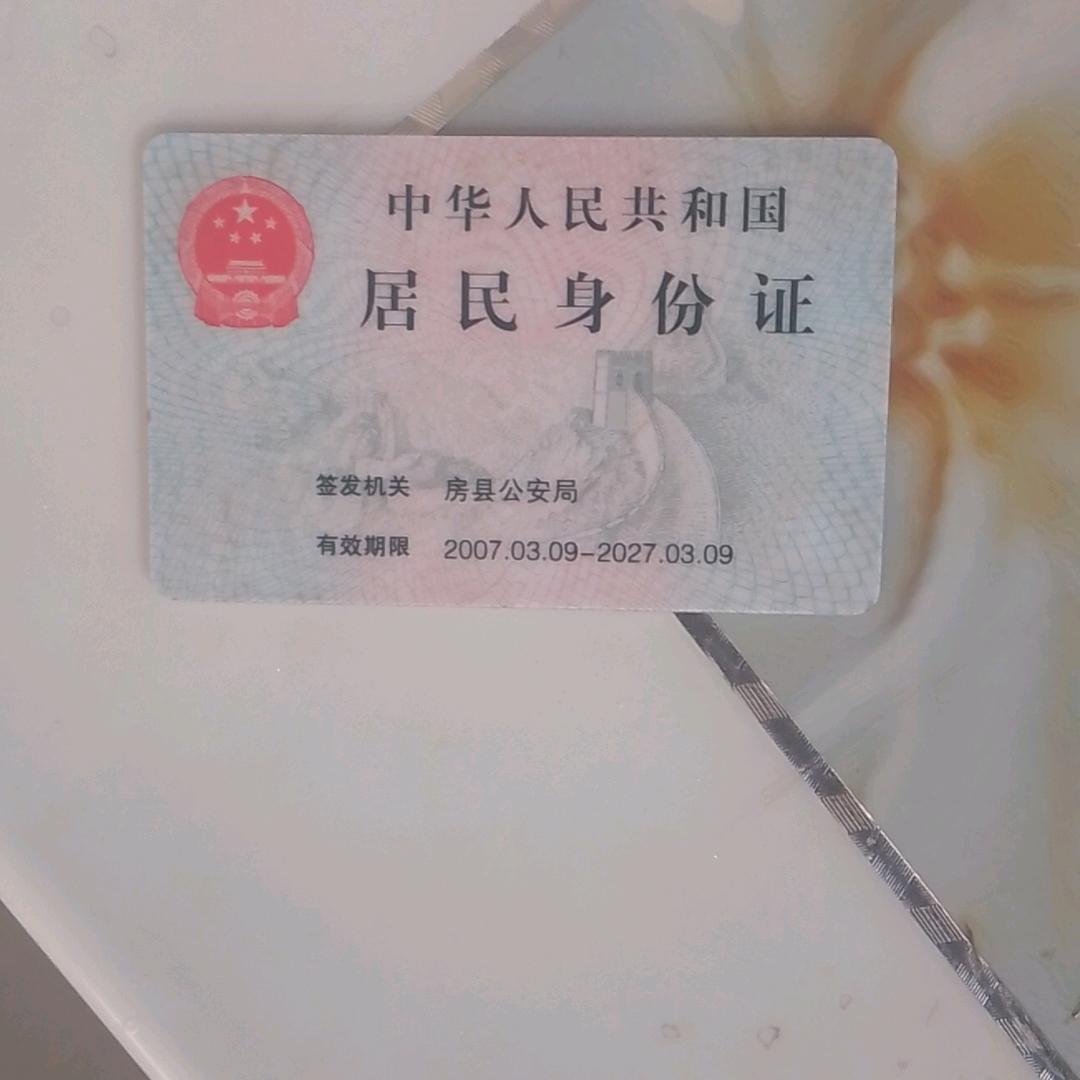 中华人民共和国
居民身份证
签发机关 房县公安局
有效期限 2007.03.09-2027.03.09